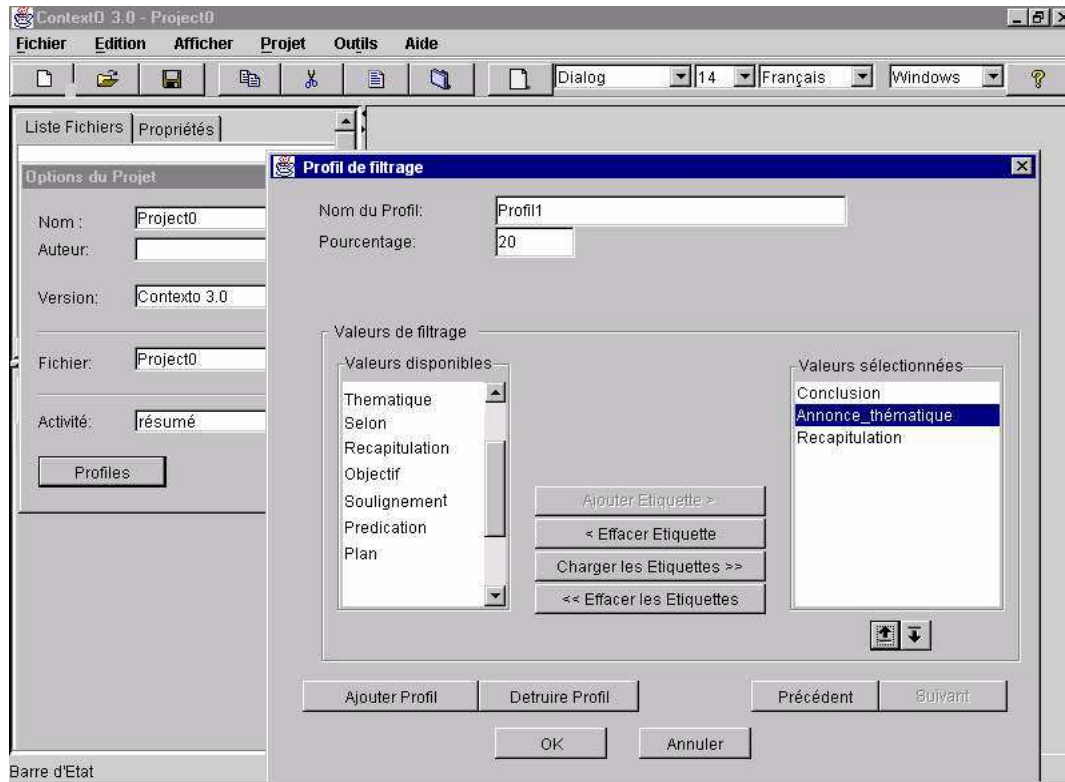 ContextO 3.0 - Project0
Fichier Edition Afficher Projet Outils Aide
Dialog 14 Français Windows
Liste Fichiers Propriétés
Options du Projet
Nom : Project0
Auteur:
Version: Contexto 3.0
Fichier: Project0
Activité: résumé
Profiles
Profil de filtrage
Nom du Profil: Profil1
Pourcentage: 20
Valeurs de filtrage
Valeurs disponibles
Thematique
Selon
Recapitulation
Objectif
Soulignement
Predication
Plan
Ajouter Etiquette >
< Effacer Etiquette
Charger les Etiquettes >>
<< Effacer les Etiquettes
Valeurs sélectionnées
Conclusion
Annonce_thématique
Recapitulation
Ajouter Profil Detruire Profil Précédent Suivant
OK Annuler
Barre d'Etat